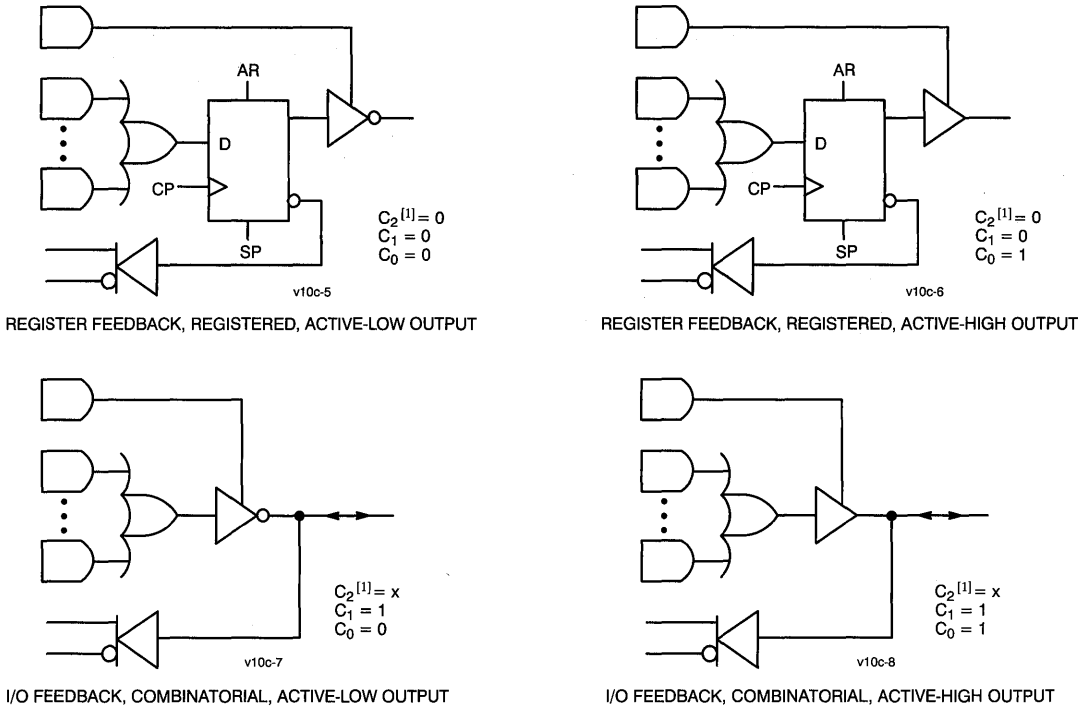 AR
D
CP
SP
C2[1] = 0
C1 = 0
C0 = 0
v10c-5
REGISTER FEEDBACK, REGISTERED, ACTIVE-LOW OUTPUT
AR
D
CP
SP
C2[1] = 0
C1 = 0
C0 = 1
v10c-6
REGISTER FEEDBACK, REGISTERED, ACTIVE-HIGH OUTPUT
C2[1] = x
C1 = 1
C0 = 0
v10c-7
I/O FEEDBACK, COMBINATORIAL, ACTIVE-LOW OUTPUT
C2[1] = x
C1 = 1
C0 = 1
v10c-8
I/O FEEDBACK, COMBINATORIAL, ACTIVE-HIGH OUTPUT